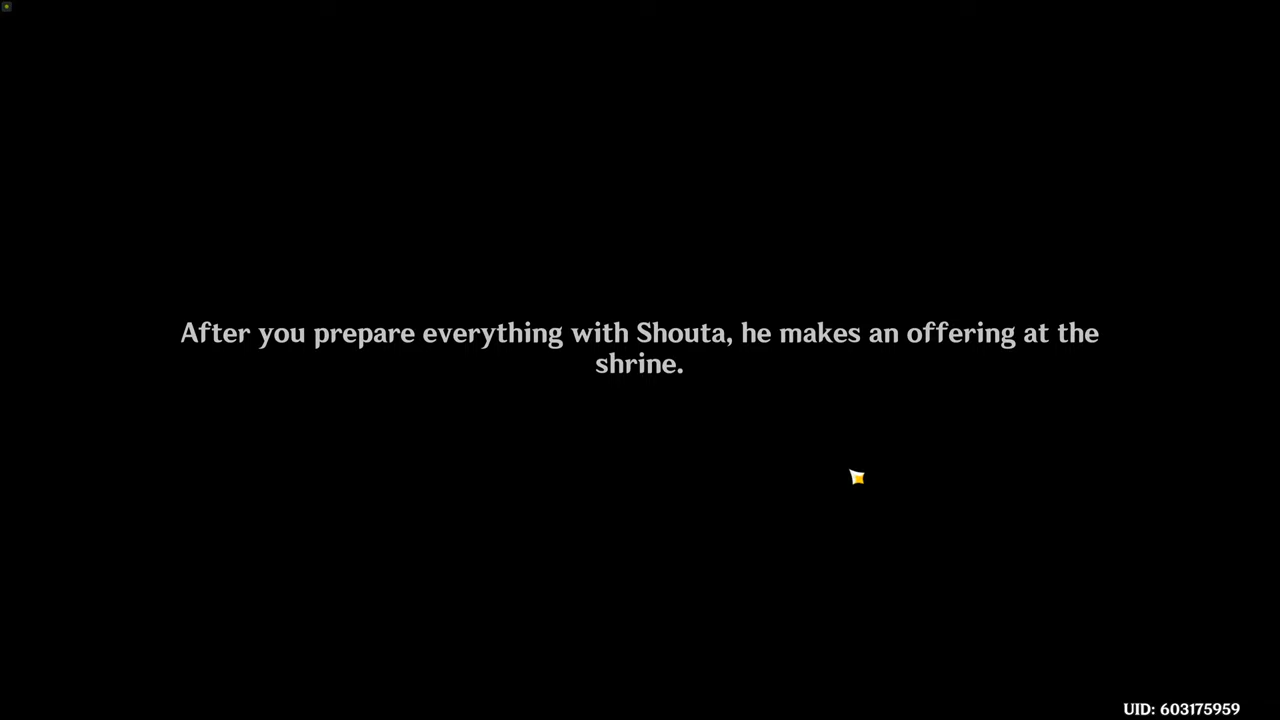 After you prepare everything with Shouta, he makes an offering at the
shrine.
UID: 603175959